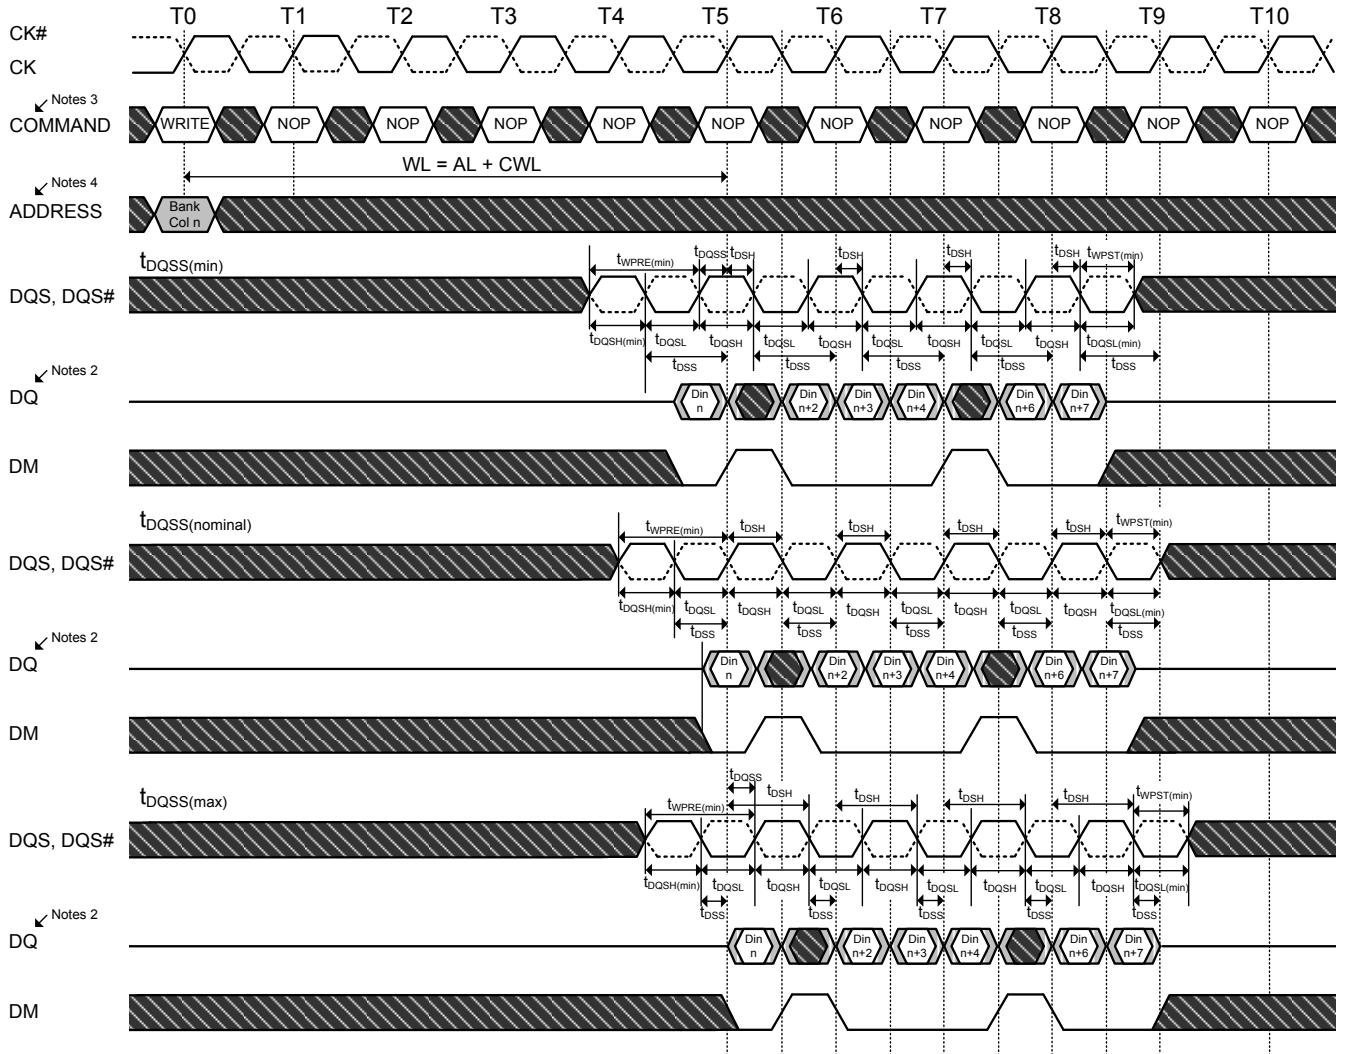 T0 T1 T2 T3 T4 T5 T6 T7 T8 T9 T10
CK#
CK
Notes 3
COMMAND WRITE NOP NOP NOP NOP NOP NOP NOP NOP NOP NOP
WL = AL + CWL
Notes 4
ADDRESS Bank Col n
tDQSS(min) tWPRE(min) tDQSS tDSH tDSH tDSH tDSH tWPST(min)
DQS, DQS#
tDQSH(min) tDQSL tDQSH tDQSL tDQSH tDQSL tDQSH tDQSL tDQSH tDQSL(min)
tDSS tDSS tDSS tDSS tDSS
Notes 2
DQ Din n Din n+2 Din n+3 Din n+4 Din n+6 Din n+7
DM
tDQSS(nominal) tWPRE(min) tDSH tDSH tDSH tDSH tWPST(min)
DQS, DQS#
tDQSH(min) tDQSL tDQSH tDQSL tDQSH tDQSL tDQSH tDQSL tDQSH tDQSL(min)
tDSS tDSS tDSS tDSS tDSS
Notes 2
DQ Din n Din n+2 Din n+3 Din n+4 Din n+6 Din n+7
DM
tDQSS
tDQSS(max) tWPRE(min) tDSH tDSH tDSH tDSH tWPST(min)
DQS, DQS#
tDQSH(min) tDQSL tDQSH tDQSL tDQSH tDQSL tDQSH tDQSL tDQSH tDQSL(min)
tDSS tDSS tDSS tDSS tDSS
Notes 2
DQ Din n Din n+2 Din n+3 Din n+4 Din n+6 Din n+7
DM